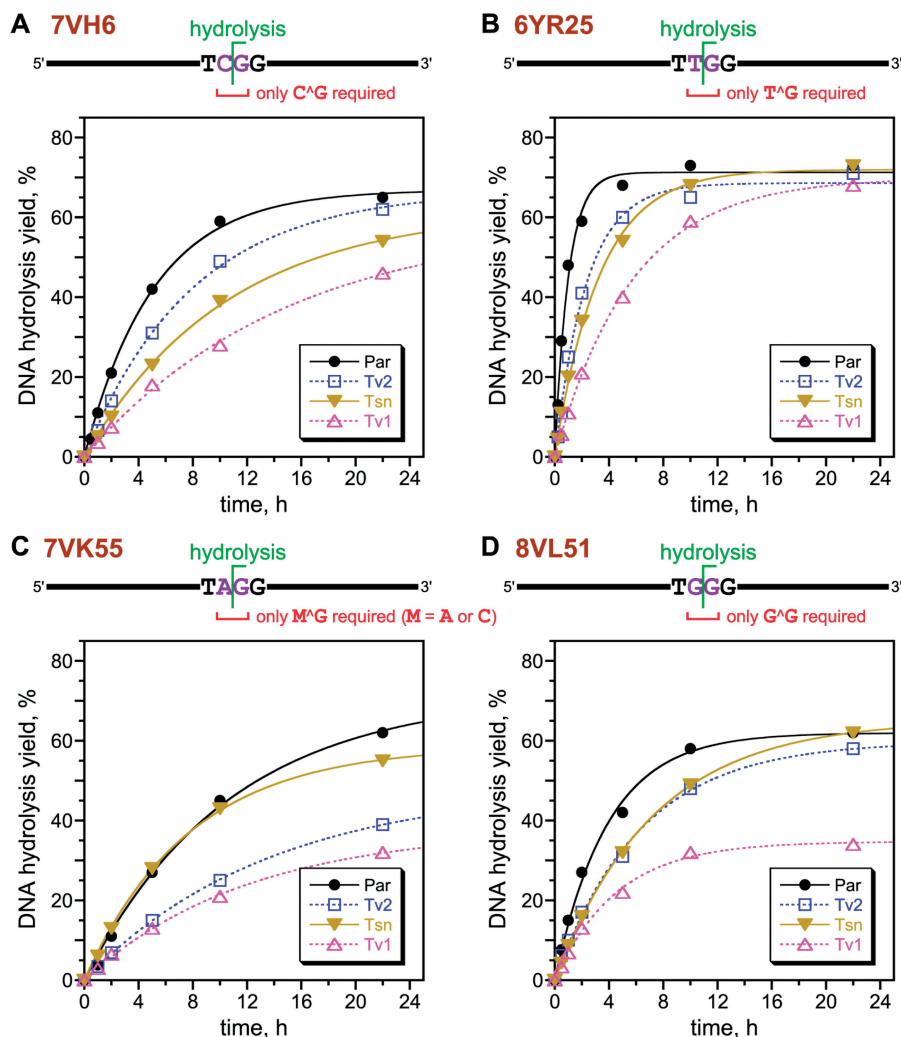 A 7VH6
hydrolysis
5' TCGG 3'
only C^G required
DNA hydrolysis yield, %
80
60
40
20
0
Par
Tv2
Tsn
Tv1
0 4 8 12 16 20 24
time, h
B 6YR25
hydrolysis
5' TTGG 3'
only T^G required
DNA hydrolysis yield, %
80
60
40
20
0
Par
Tv2
Tsn
Tv1
0 4 8 12 16 20 24
time, h
C 7VK55
hydrolysis
5' TAGG 3'
only M^G required (M = A or C)
DNA hydrolysis yield, %
80
60
40
20
0
Par
Tv2
Tsn
Tv1
0 4 8 12 16 20 24
time, h
D 8VL51
hydrolysis
5' TGGG 3'
only G^G required
DNA hydrolysis yield, %
80
60
40
20
0
Par
Tv2
Tsn
Tv1
0 4 8 12 16 20 24
time, h